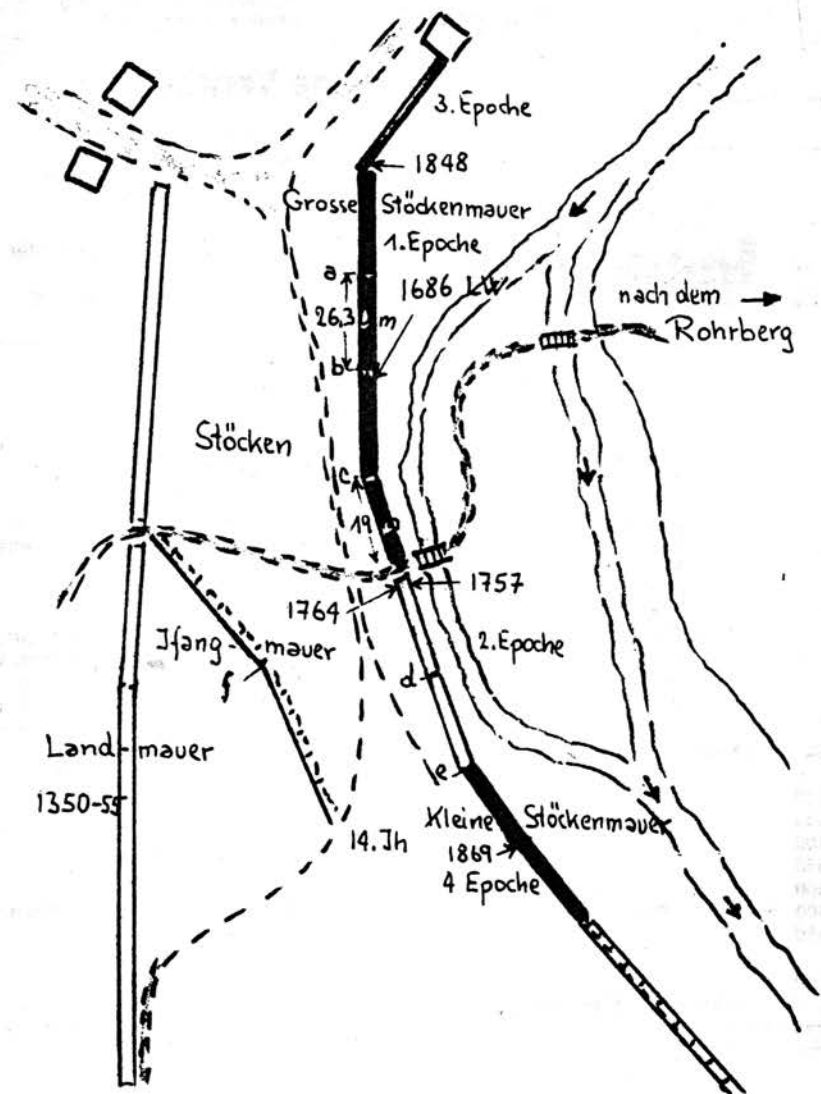 3. Epoche
1848
Grosse Stöckenmauer
1. Epoche
a
1686 LW
26,3 m
b
nach dem
Rohrberg
Stöcken
c
19 m
1764
1757
Ifang-mauer
f
2. Epoche
d
Land-mauer
1350-55
e
14. Jh
Kleine Stöckenmauer
1869
4 Epoche